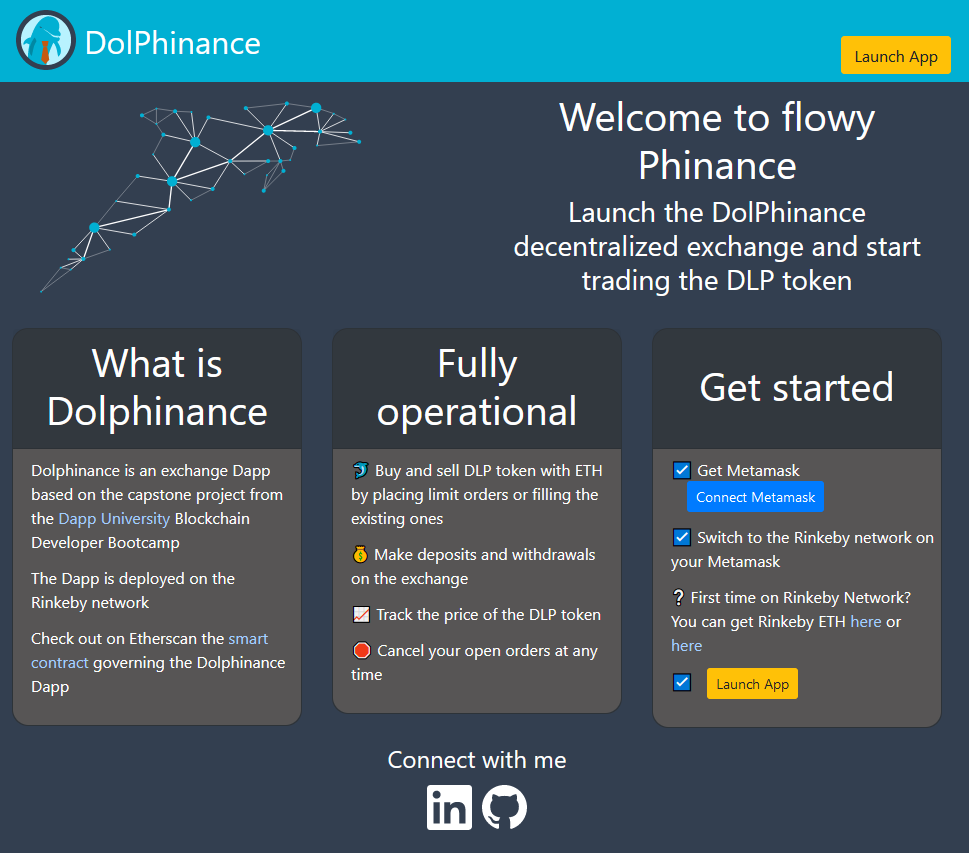 DolPhinance
Launch App
Welcome to flowy
Phinance
Launch the DolPhinance
decentralized exchange and start
trading the DLP token
What is
Dolphinance
Dolphinance is an exchange Dapp
based on the capstone project from
the Dapp University Blockchain
Developer Bootcamp
The Dapp is deployed on the
Rinkeby network
Check out on Etherscan the smart
contract governing the Dolphinance
Dapp
Fully
operational
🐬 Buy and sell DLP token with ETH
by placing limit orders or filling the
existing ones
💰 Make deposits and withdrawals
on the exchange
📈 Track the price of the DLP token
🛑 Cancel your open orders at any
time
Get started
☑️ Get Metamask
Connect Metamask
☑️ Switch to the Rinkeby network on
your Metamask
❔ First time on Rinkeby Network?
You can get Rinkeby ETH here or
here
☑️ Launch App
Connect with me
in